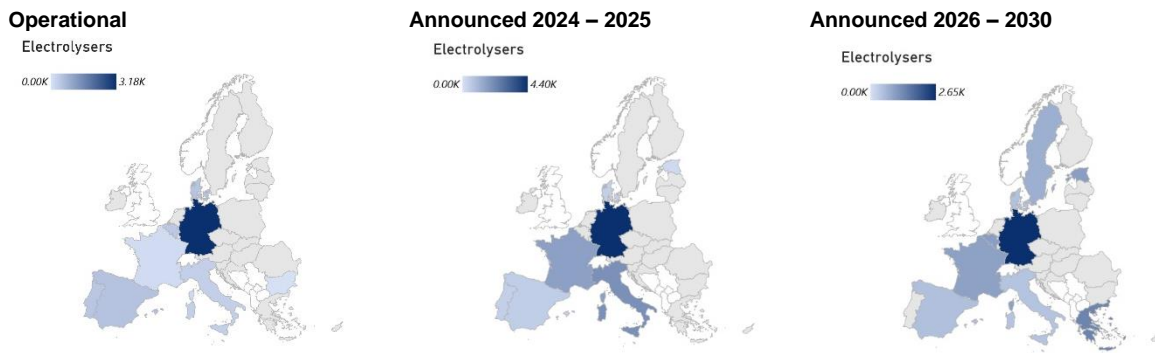 Operational
Electrolysers
0.00K 3.18K
Announced 2024 – 2025
Electrolysers
0.00K 4.40K
Announced 2026 – 2030
Electrolysers
0.00K 2.65K